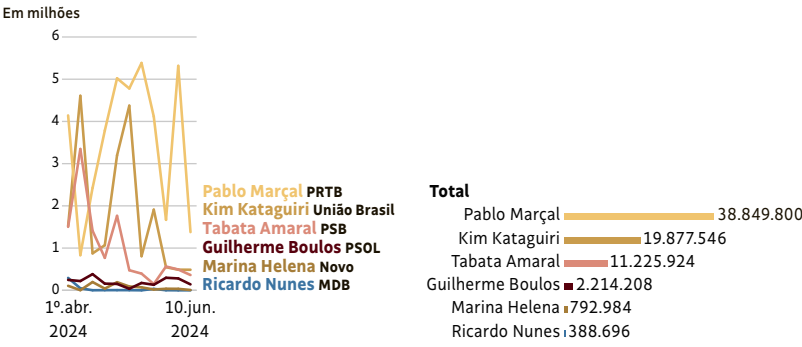 Em milhões
6
5
4
3
2
1
0
1º.abr.
2024
10.jun.
2024
Pablo Marçal PRTB
Kim Kataguiri União Brasil
Tabata Amaral PSB
Guilherme Boulos PSOL
Marina Helena Novo
Ricardo Nunes MDB
Total
Pablo Marçal 38.849.800
Kim Kataguiri 19.877.546
Tabata Amaral 11.225.924
Guilherme Boulos 2.214.208
Marina Helena 792.984
Ricardo Nunes 388.696